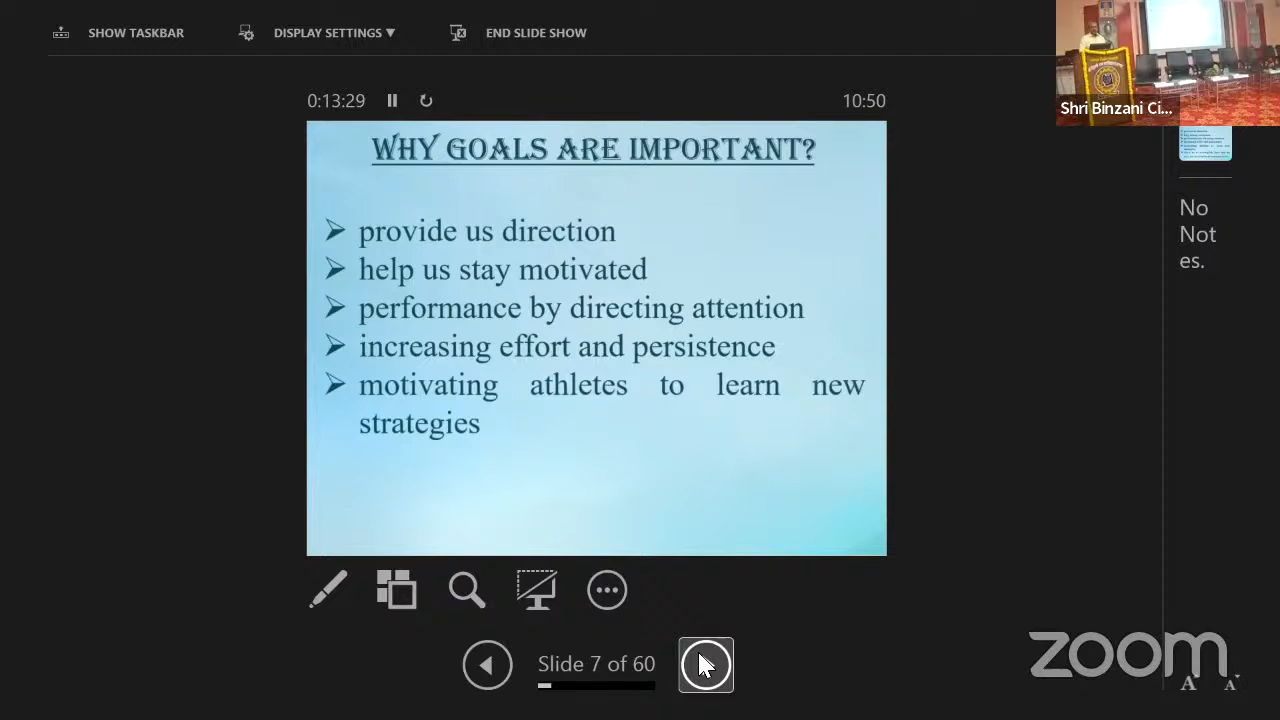 SHOW TASKBAR
DISPLAY SETTINGS ▼
END SLIDE SHOW
Shri Binzani Ci...
0:13:29
10:50
WHY GOALS ARE IMPORTANT?
➢ provide us direction
➢ help us stay motivated
➢ performance by directing attention
➢ increasing effort and persistence
➢ motivating athletes to learn new
strategies
No
Not
es.
Slide 7 of 60
zoom
A A